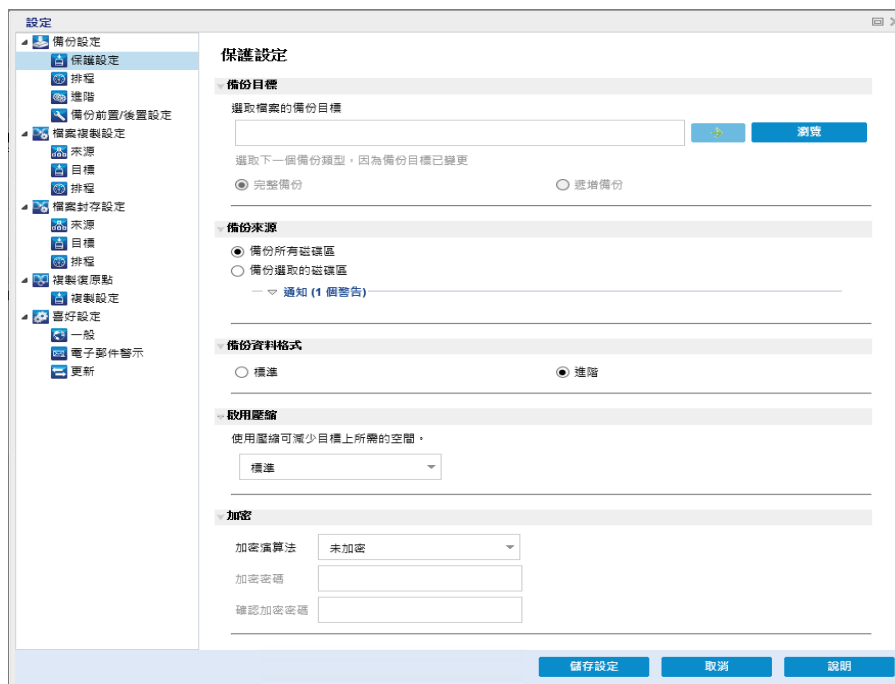 設定
備份設定
保護設定
排程
進階
備份前置/後置設定
檔案複製設定
來源
目標
排程
檔案封存設定
來源
目標
排程
複製復原點
複製設定
喜好設定
一般
電子郵件警示
更新
保護設定
備份目標
選取檔案的備份目標
瀏覽
選取下一個備份類型，因為備份目標已變更
完整備份 遞增備份
備份來源
備份所有磁碟區
備份選取的磁碟區
通知 (1 個警告)
備份資料格式
標準 進階
啟用壓縮
使用壓縮可減少目標上所需的空間。
標準
加密
加密演算法 未加密
加密密碼
確認加密密碼
儲存設定 取消 說明